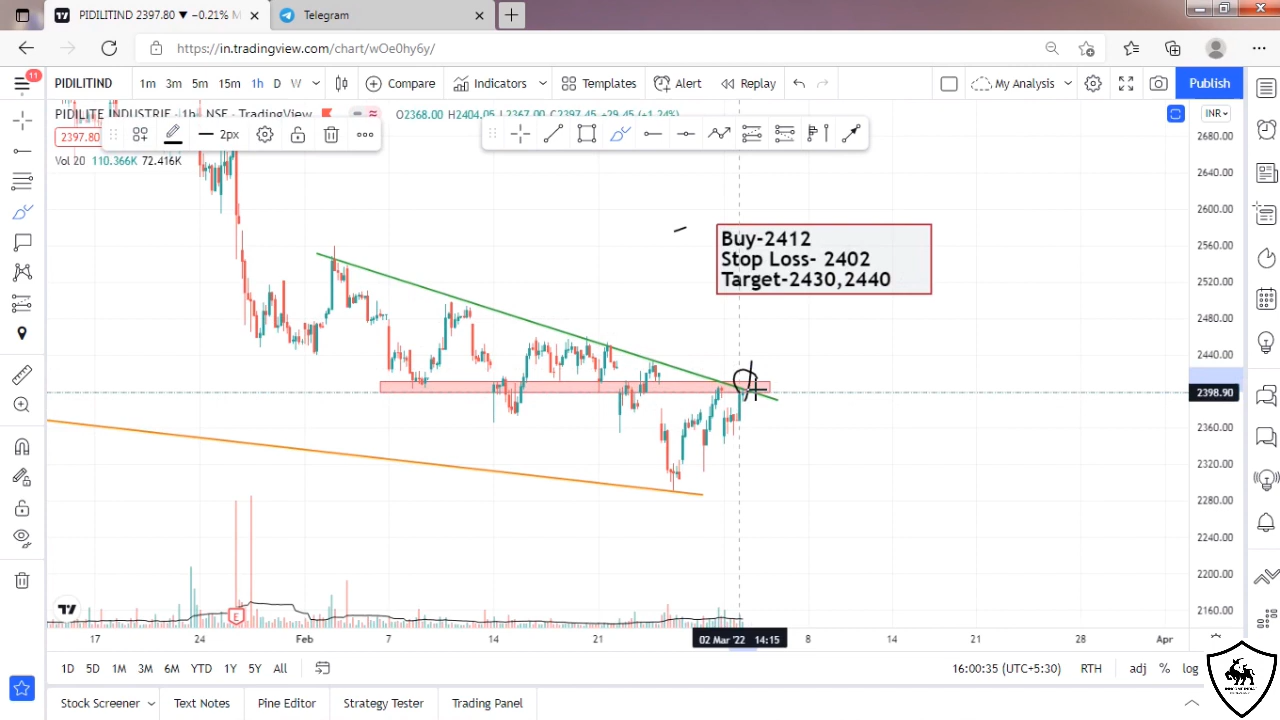 PIDILITIND 2397.80 ▼ −0.21% M
Telegram
https://in.tradingview.com/chart/wOe0hy6y/
11
PIDILITIND
1m 3m 5m 15m 1h D W
Compare
Indicators
Templates
Alert
Replay
My Analysis
Publish
PIDILITE INDUSTRIE · 1h · NSE · TradingView
O2368.00 H2404.05 L2367.00 C2397.45 +29.45 (+1.24%)
INR
2397.80
2px
Vol 20 110.366K 72.416K
Buy-2412
Stop Loss- 2402
Target-2430,2440
2680.00
2640.00
2600.00
2560.00
2520.00
2480.00
2440.00
2398.90
2360.00
2320.00
2280.00
2240.00
2200.00
2160.00
E
17 24 Feb 7 14 21 02 Mar '22 14:15 8 14 21 28 Apr
1D 5D 1M 3M 6M YTD 1Y 5Y All
16:00:35 (UTC+5:30) RTH adj % log
Stock Screener Text Notes Pine Editor Strategy Tester Trading Panel